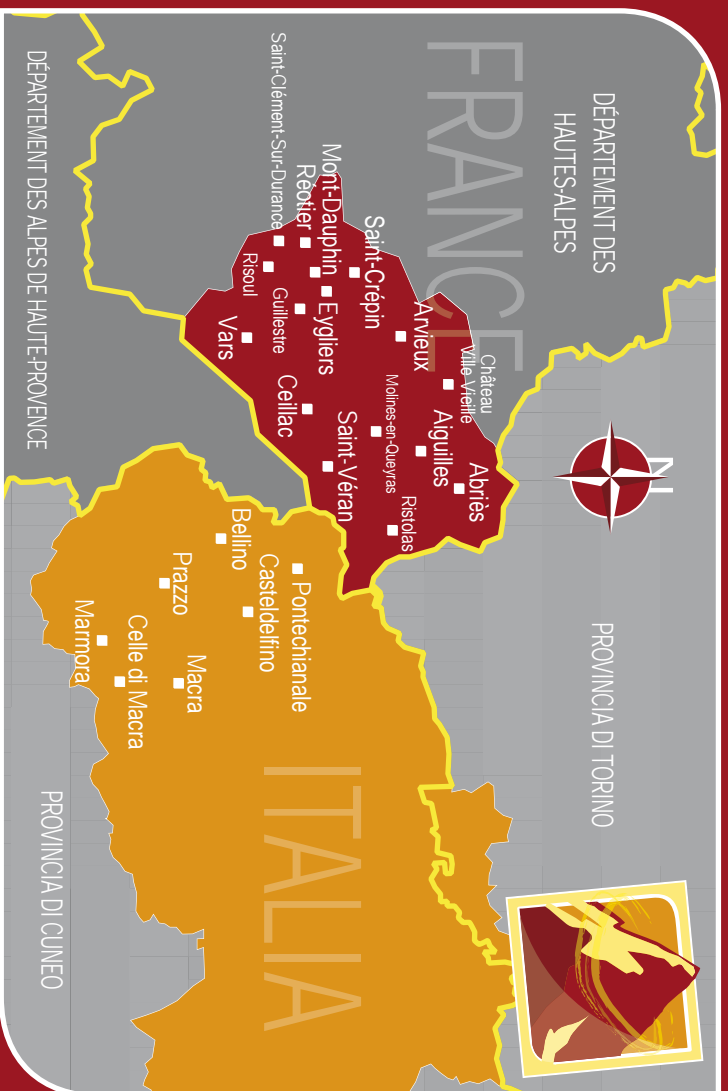 DÉPARTEMENT DES
HAUTES-ALPES
FRANCE
N
PROVINCIA DI TORINO
Château
Ville Vieille
Abriès
Aiguilles
Arvieux
Ristolas
Molines-en-Queyras
Saint-Crépin
Saint-Véran
Mont-Dauphin
Eygliers
Réotier
Ceillac
Guillestre
Saint-Clément-Sur-Durance
Risoul
Vars
Pontechianale
Casteldelfino
Bellino
ITALIA
Macra
Prazzo
Celle di Macra
Marmora
DÉPARTEMENT DES ALPES DE HAUTE-PROVENCE
PROVINCIA DI CUNEO